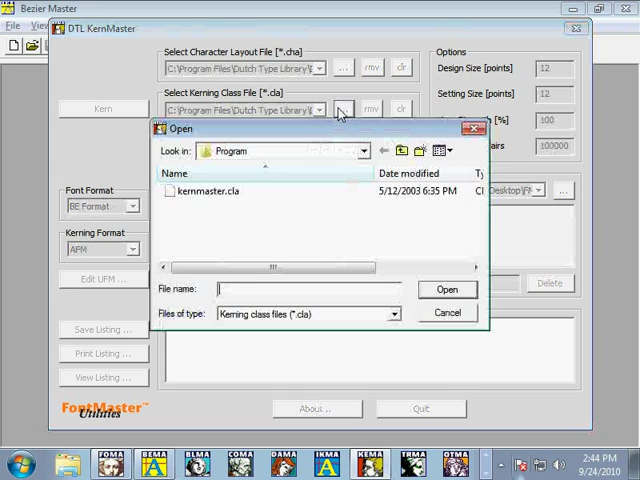 Bezier Master
File
View
DTL KernMaster
Select Character Layout File [*.cha]
C:\Program Files\Dutch Type Library\
...
rmv
clr
Select Kerning Class File [*.cla]
C:\Program Files\Dutch Type Library\
...
rmv
clr
Options
Design Size [points]
12
Setting Size [points]
12
[%]
100
airs
100000
Kern
Open
Look in:
Program
Name
Date modified
Ty
kernmaster.cla
5/12/2003 6:35 PM
File name:
Open
Files of type:
Kerning class files (*.cla)
Cancel
Font Format
BE Format
Kerning Format
AFM
Edit UFM ...
Desktop\
...
Delete
Save Listing ...
Print Listing ...
View Listing ...
FontMaster™
Utilities
About ..
Quit
FOMA
BEMA
BLMA
COMA
DAMA
IKMA
KEMA
TRMA
OTMA
2:44 PM
9/24/2010